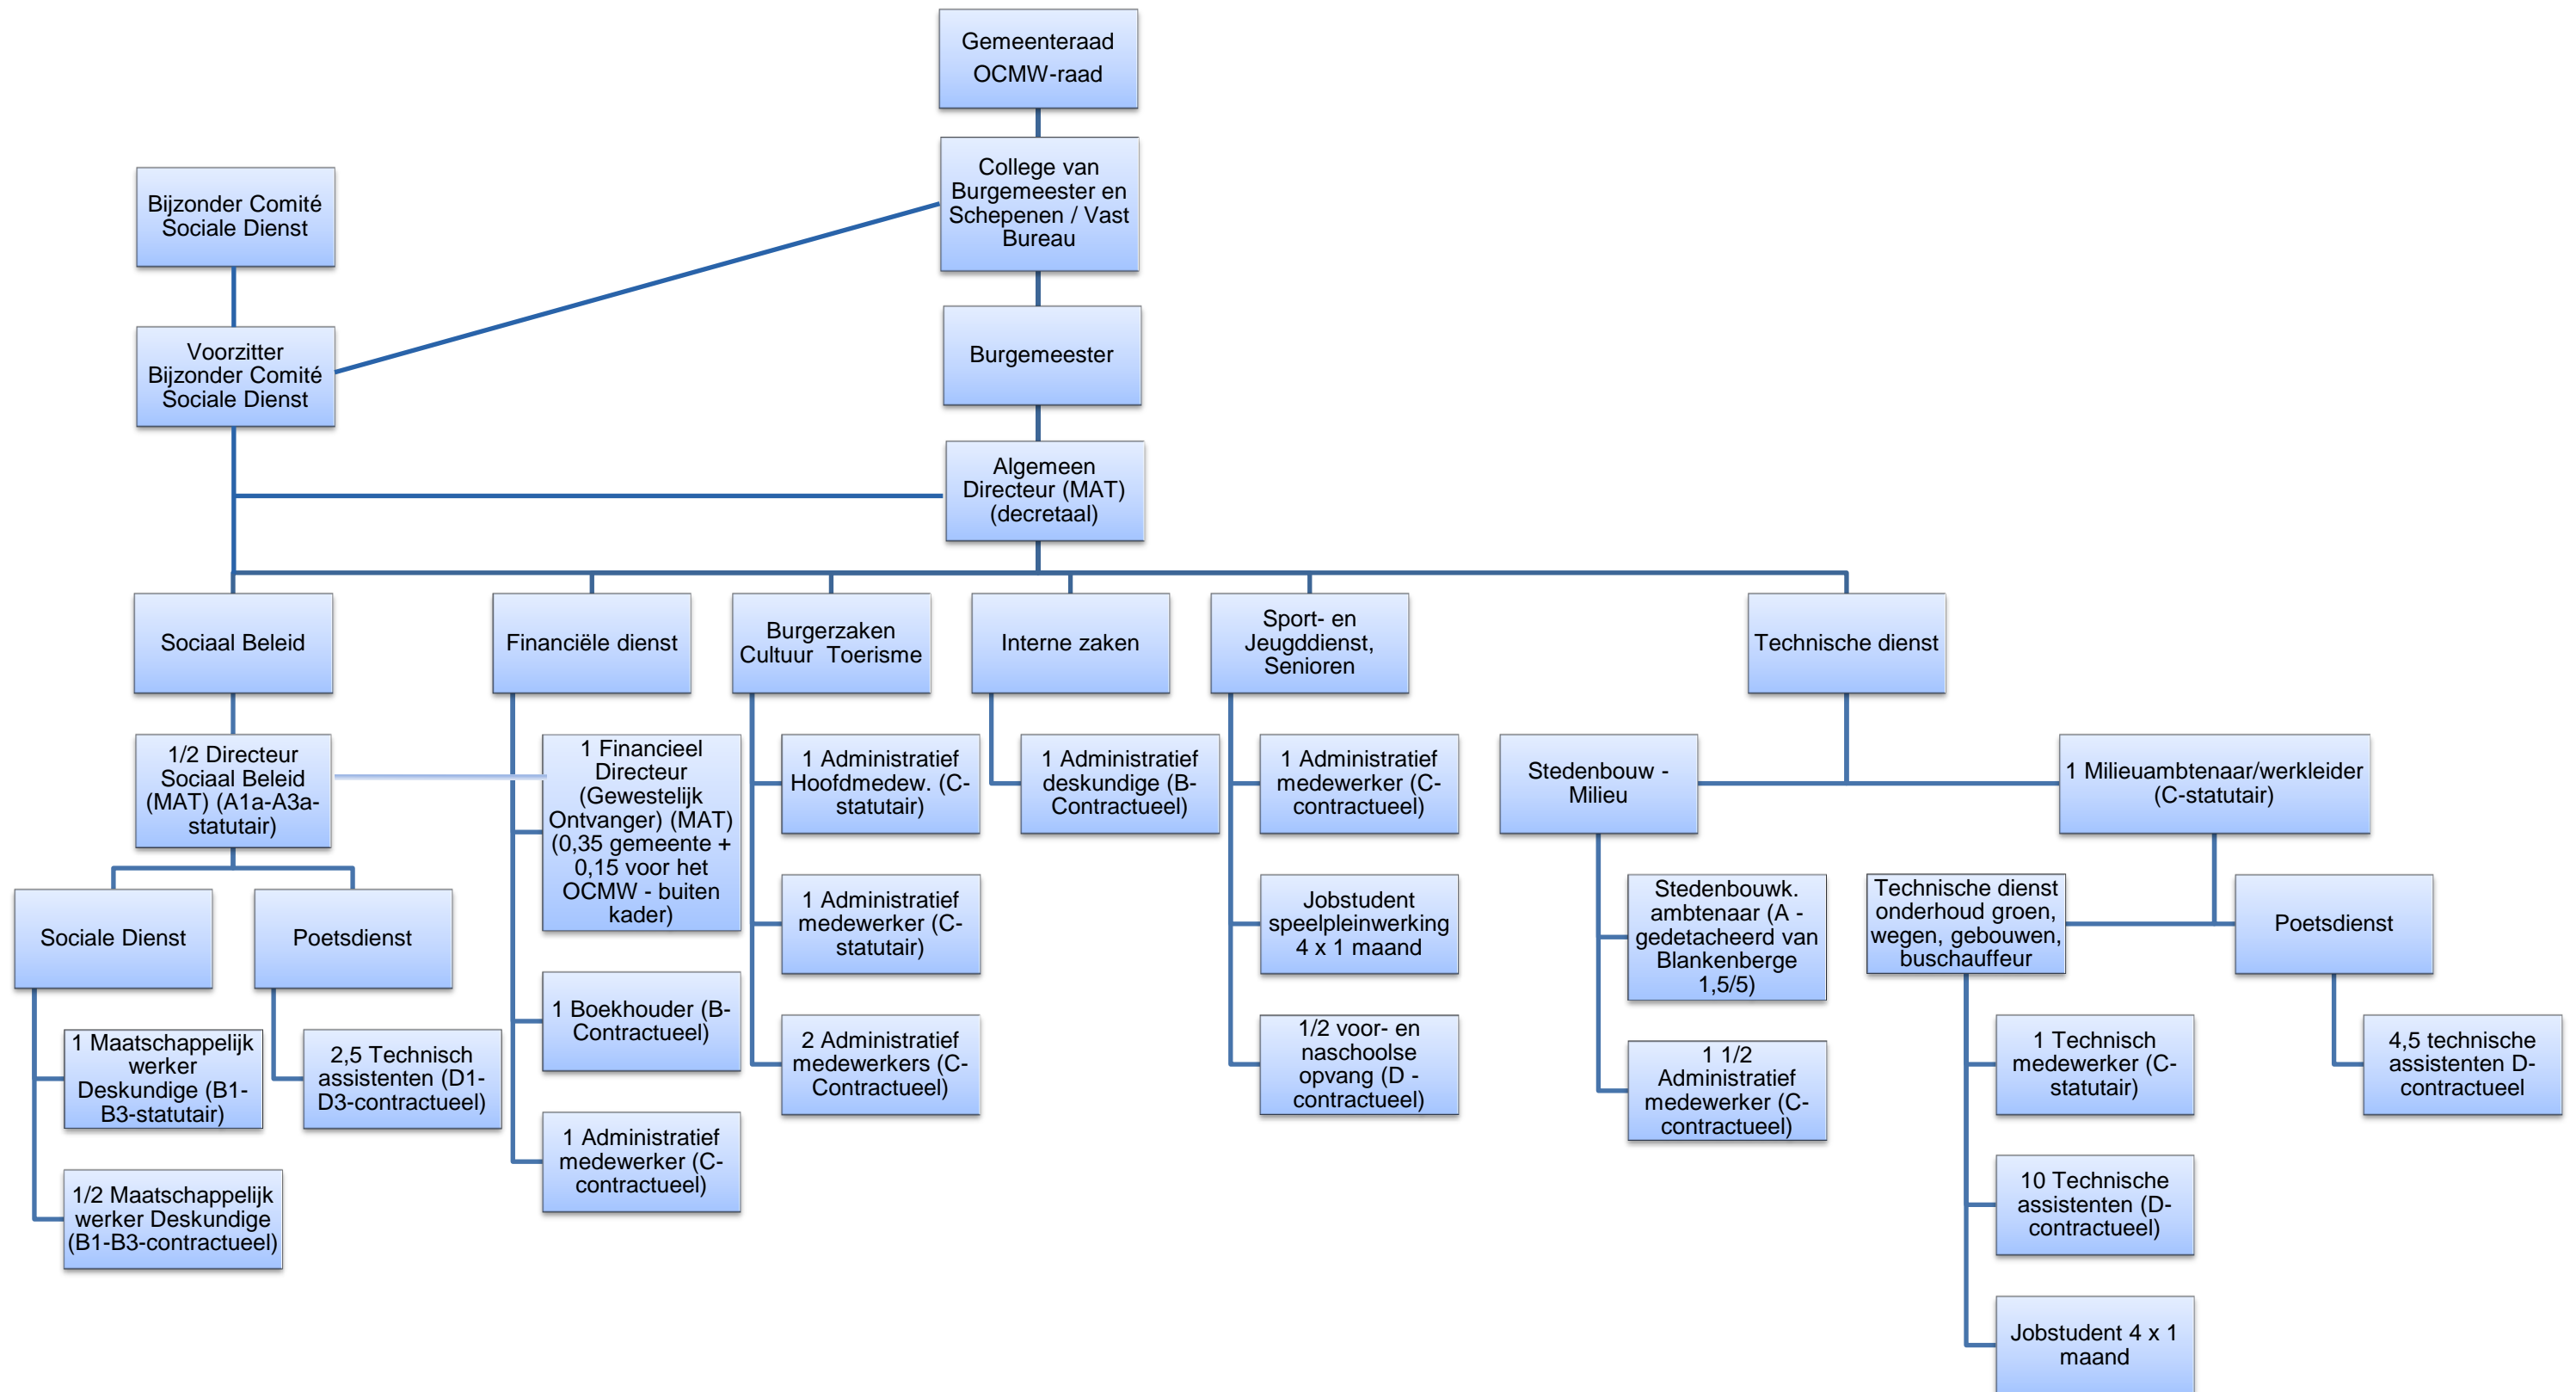 Gemeenteraad
OCMW-raad
College van
Burgemeester en
Schepenen / Vast
Bureau
Bijzonder Comité
Sociale Dienst
Burgemeester
Voorzitter
Bijzonder Comité
Sociale Dienst
Algemeen
Directeur (MAT)
(decretaal)
Sociaal Beleid
Financiële dienst
Burgerzaken
Cultuur Toerisme
Interne zaken
Sport- en
Jeugddienst,
Senioren
Technische dienst
1/2 Directeur
Sociaal Beleid
(MAT) (A1a-A3a-
statutair)
1 Financieel
Directeur
(Gewestelijk
Ontvanger) (MAT)
(0,35 gemeente +
0,15 voor het
OCMW - buiten
kader)
1 Administratief
Hoofdmedew. (C-
statutair)
1 Administratief
deskundige (B-
Contractueel)
1 Administratief
medewerker (C-
contractueel)
Stedenbouw -
Milieu
1 Milieuambtenaar/werkleider
(C-statutair)
Sociale Dienst
Poetsdienst
1 Administratief
medewerker (C-
statutair)
Jobstudent
speelpleinwerking
4 x 1 maand
Stedenbouwk.
ambtenaar (A -
gedetacheerd van
Blankenberge
1,5/5)
Technische dienst
onderhoud groen,
wegen, gebouwen,
buschauffeur
Poetsdienst
1 Maatschappelijk
werker
Deskundige (B1-
B3-statutair)
2,5 Technisch
assistenten (D1-
D3-contractueel)
1 Boekhouder (B-
Contractueel)
2 Administratief
medewerkers (C-
Contractueel)
1/2 voor- en
naschoolse
opvang (D -
contractueel)
1 1/2
Administratief
medewerker (C-
contractueel)
1 Technisch
medewerker (C-
statutair)
4,5 technische
assistenten D-
contractueel
1/2 Maatschappelijk
werker Deskundige
(B1-B3-contractueel)
1 Administratief
medewerker (C-
contractueel)
10 Technische
assistenten (D-
contractueel)
Jobstudent 4 x 1
maand